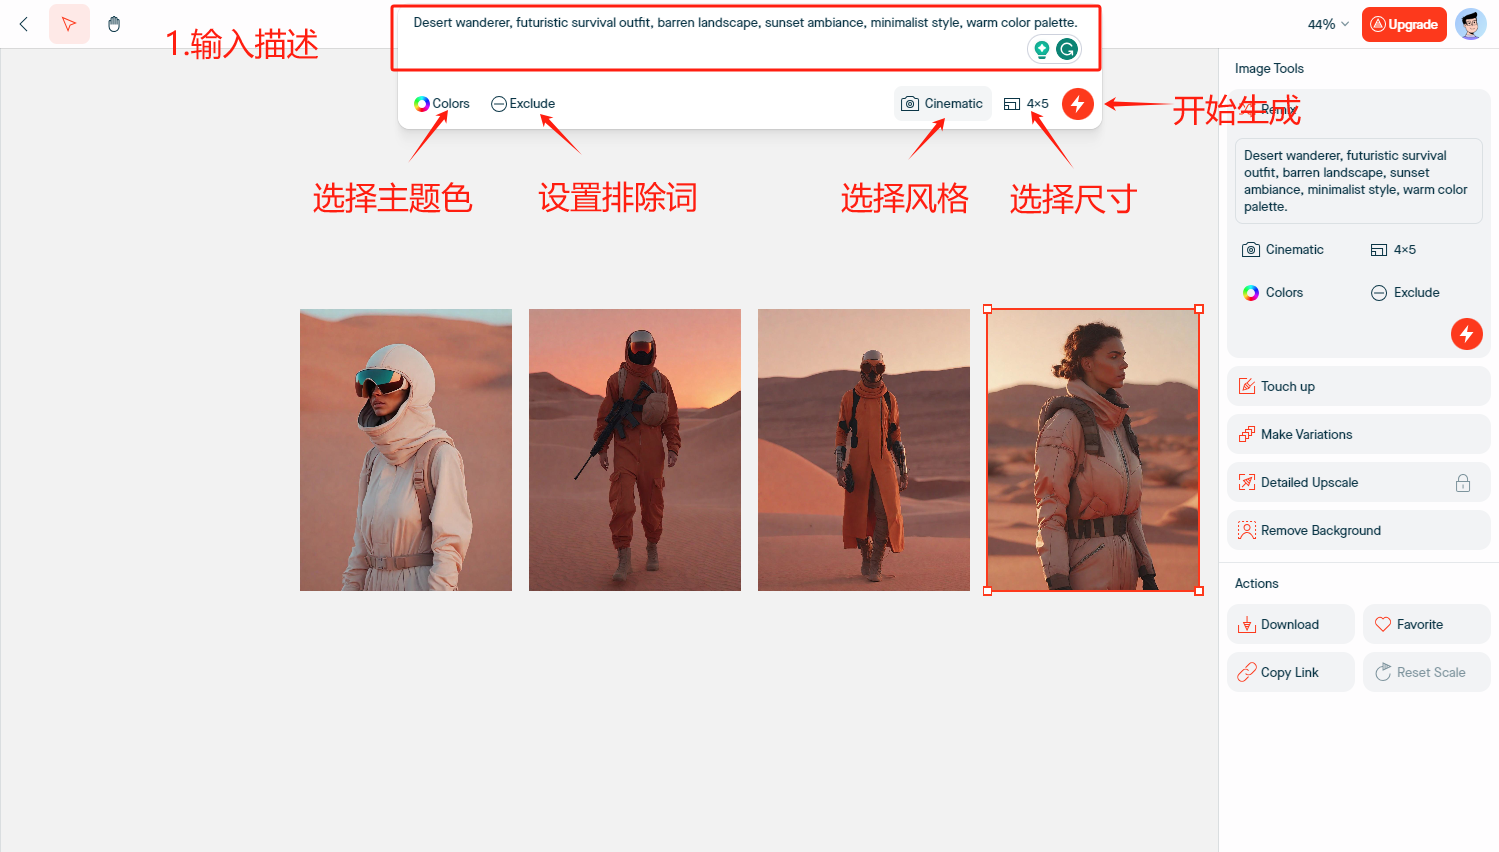 1.输入描述
Desert wanderer, futuristic survival outfit, barren landscape, sunset ambiance, minimalist style, warm color palette.
44%
Upgrade
Colors
Exclude
Cinematic
4×5
开始生成
选择主题色
设置排除词
选择风格
选择尺寸
Image Tools
Remix
Desert wanderer, futuristic survival
outfit, barren landscape, sunset
ambiance, minimalist style, warm color
palette.
Cinematic
4×5
Colors
Exclude
Touch up
Make Variations
Detailed Upscale
Remove Background
Actions
Download
Favorite
Copy Link
Reset Scale